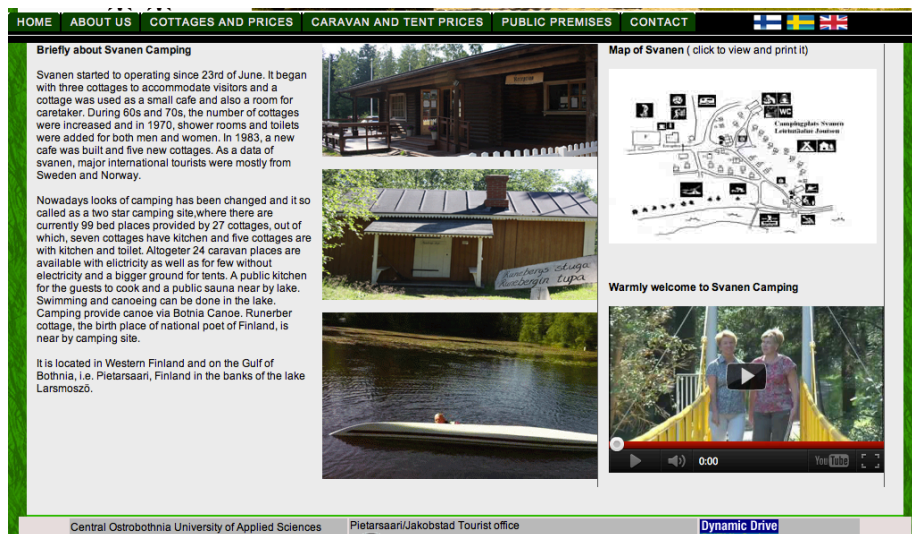 HOME ABOUT US COTTAGES AND PRICES CARAVAN AND TENT PRICES PUBLIC PREMISES CONTACT
Briefly about Svanen Camping
Svanen started to operating since 23rd of June. It began
with three cottages to accommodate visitors and a
cottage was used as a small cafe and also a room for
caretaker. During 60s and 70s, the number of cottages
were increased and in 1970, shower rooms and toilets
were added for both men and women. In 1983, a new
cafe was built and five new cottages. As a data of
svanen, major international tourists were mostly from
Sweden and Norway.
Nowadays looks of camping has been changed and it so
called as a two star camping site,where there are
currently 99 bed places provided by 27 cottages, out of
which, seven cottages have kitchen and five cottages are
with kitchen and toilet. Altogeter 24 caravan places are
available with elictricity as well as for few without
electricity and a bigger ground for tents. A public kitchen
for the guests to cook and a public sauna near by lake.
Swimming and canoeing can be done in the lake.
Camping provide canoe via Botnia Canoe. Runerber
cottage, the birth place of national poet of Finland, is
near by camping site.
It is located in Western Finland and on the Gulf of
Bothnia, i.e. Pietarsaari, Finland in the banks of the lake
Larsmoszö.
Runebergs stuga
Runebergin tupa
Map of Svanen ( click to view and print it)
WC
Campingplats Svanen
Leirintäalue Joutsen
P
Warmly welcome to Svanen Camping
0:00
YouTube
Central Ostrobothnia University of Applied Sciences
Pietarsaari/Jakobstad Tourist office
Dynamic Drive